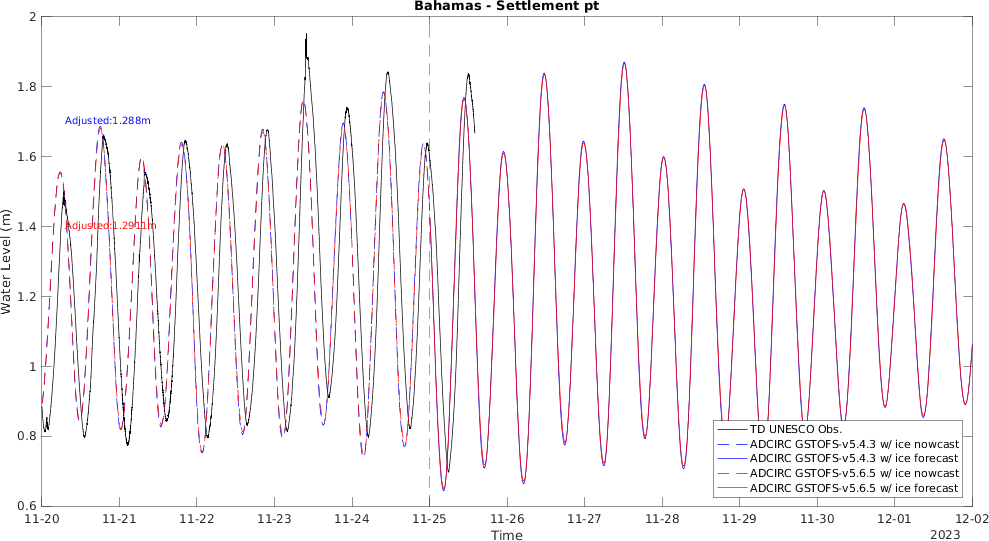 Bahamas - Settlement pt
2
1.8
1.6
1.4
1.2
1
0.8
0.6
Water Level (m)
Adjusted:1.288m
Adjusted:1.2911m
TD UNESCO Obs.
ADCIRC GSTOFS-v5.4.3 w/ ice nowcast
ADCIRC GSTOFS-v5.4.3 w/ ice forecast
ADCIRC GSTOFS-v5.6.5 w/ ice nowcast
ADCIRC GSTOFS-v5.6.5 w/ ice forecast
11-20 11-21 11-22 11-23 11-24 11-25 11-26 11-27 11-28 11-29 11-30 12-01 12-02
Time
2023